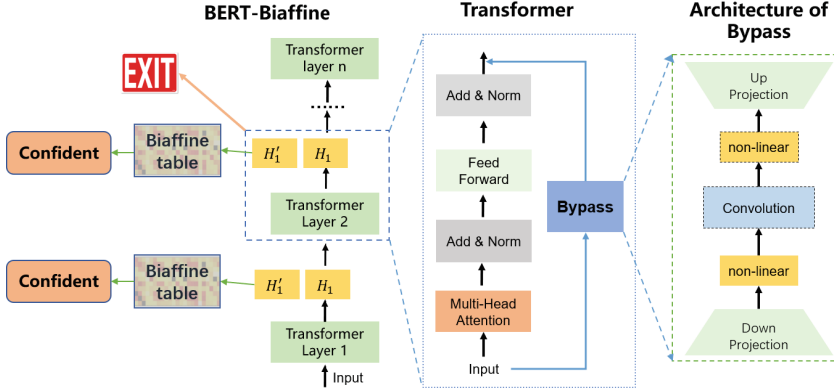 BERT-Biaffine
Transformer
layer n
EXIT
Confident
Biaffine
table
H₁′
H₁
Transformer
Layer 2
Confident
Biaffine
table
H₁′
H₁
Transformer
Layer 1
Input
Transformer
Add & Norm
Feed
Forward
Add & Norm
Multi-Head
Attention
Input
Bypass
Architecture of
Bypass
Up
Projection
non-linear
Convolution
non-linear
Down
Projection